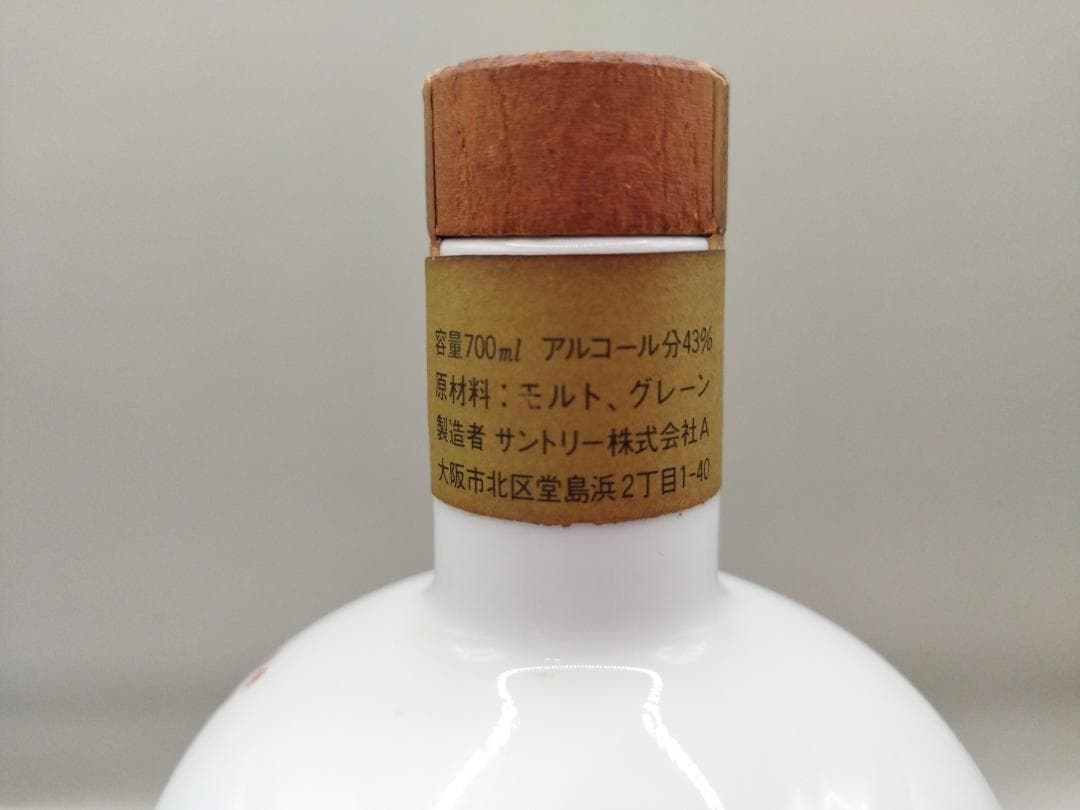 容量700ml アルコール分43%
原材料：モルト、グレーン
製造者 サントリー株式会社A
大阪市北区堂島浜2丁目1-40